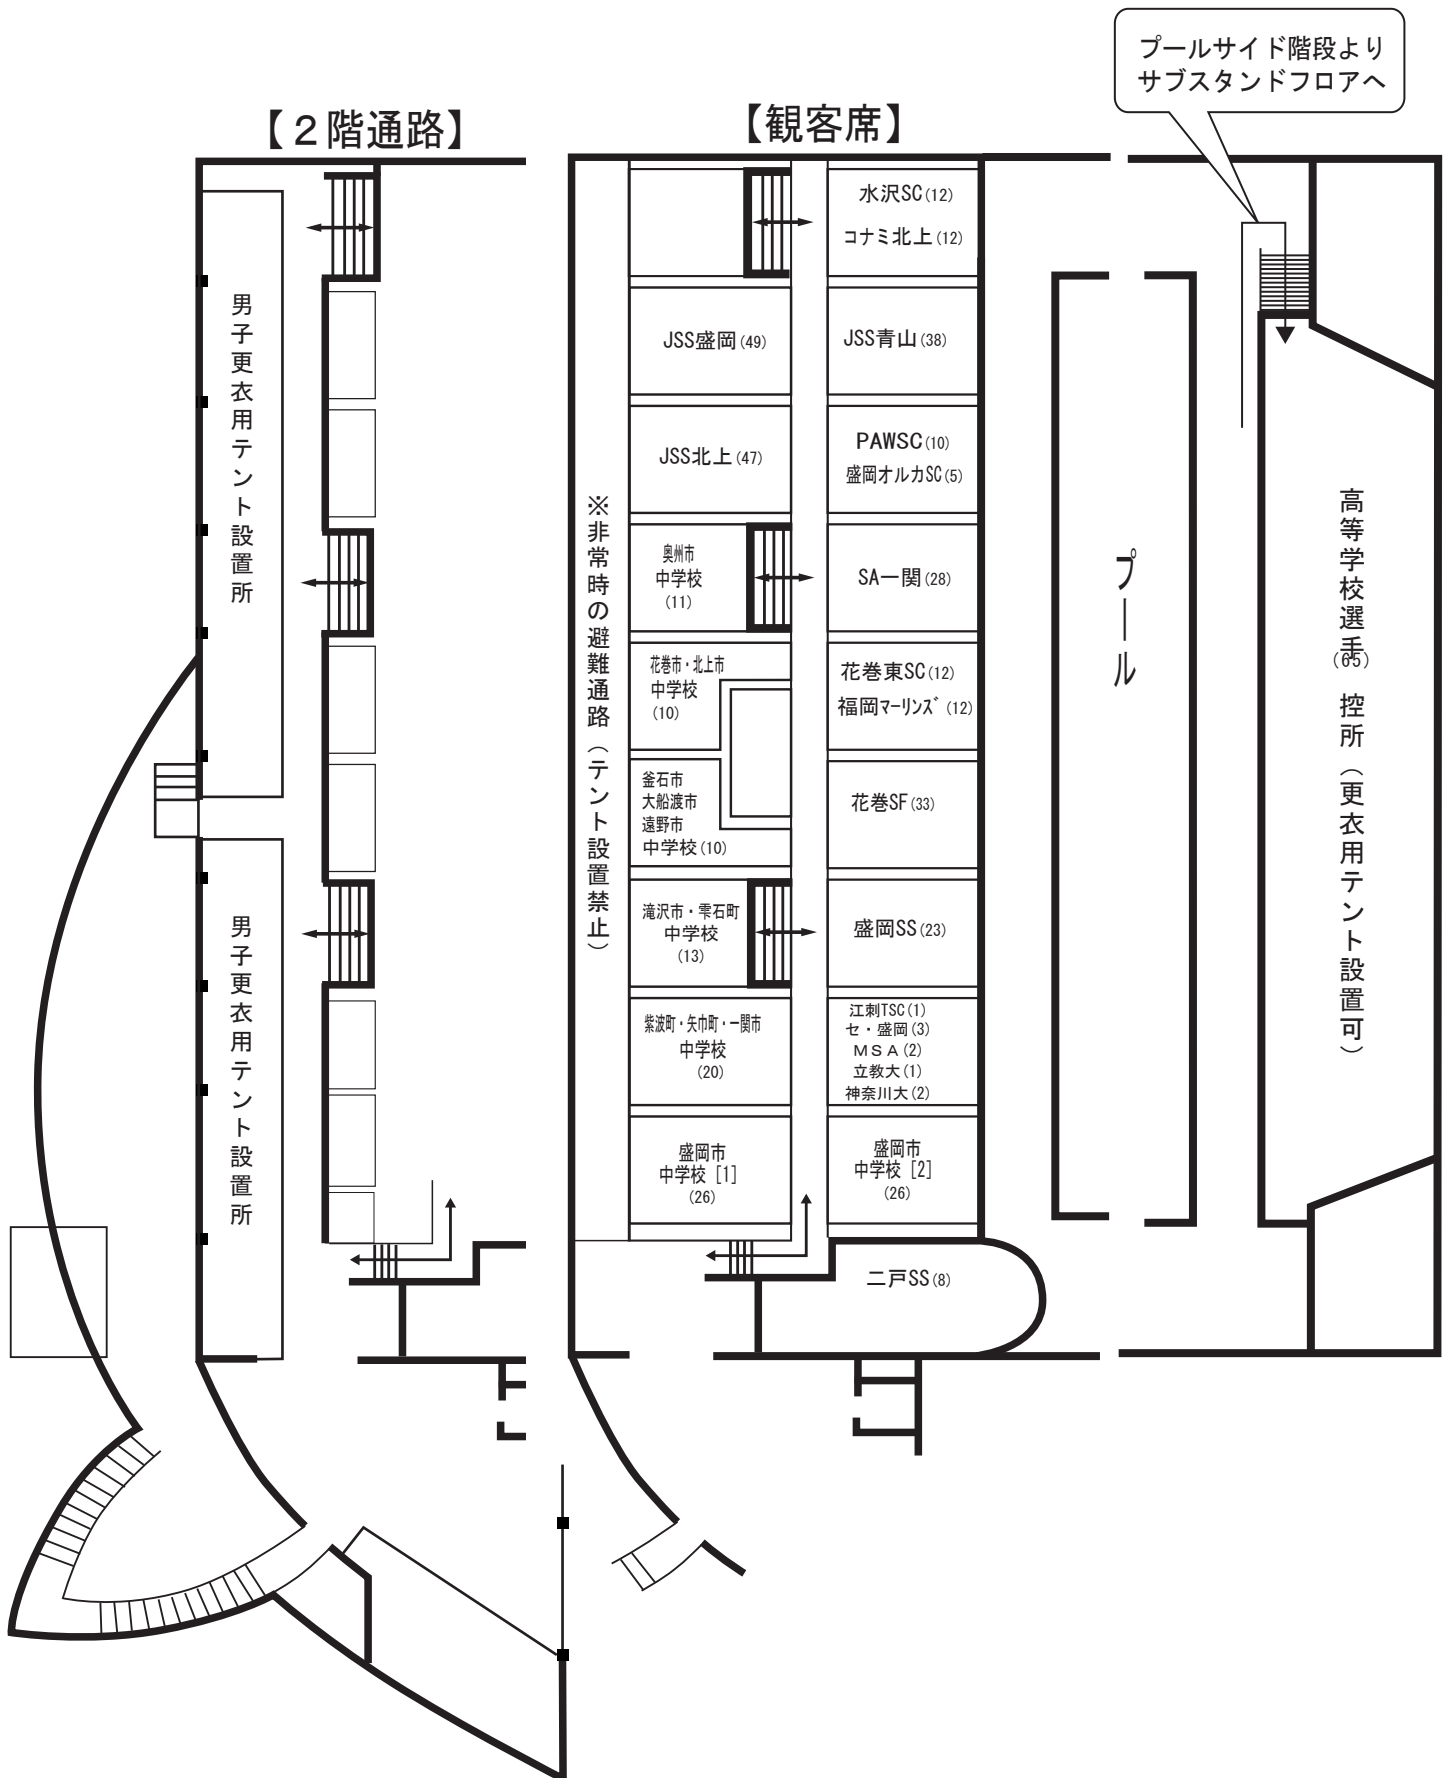 プールサイド階段より
サブスタンドフロアへ
【２階通路】
【観客席】
男子更衣用テント設置所
男子更衣用テント設置所
※非常時の避難通路（テント設置禁止）
水沢SC(12)
コナミ北上(12)
JSS盛岡(49)
JSS青山(38)
JSS北上(47)
PAWSC(10)
盛岡オルカSC(5)
奥州市
中学校
(11)
SA一関(28)
花巻市・北上市
中学校
(10)
花巻東SC(12)
福岡ﾏｰﾘﾝｽﾞ(12)
釜石市
大船渡市
遠野市
中学校(10)
花巻SF(33)
滝沢市・雫石町
中学校
(13)
盛岡SS(23)
紫波町・矢巾町・一関市
中学校
(20)
江刺TSC(1)
セ・盛岡(3)
ＭＳＡ(2)
立教大(1)
神奈川大(2)
盛岡市
中学校［1］
(26)
盛岡市
中学校［2］
(26)
二戸SS(8)
プール
高等学校選手　控所（更衣用テント設置可）
(65)